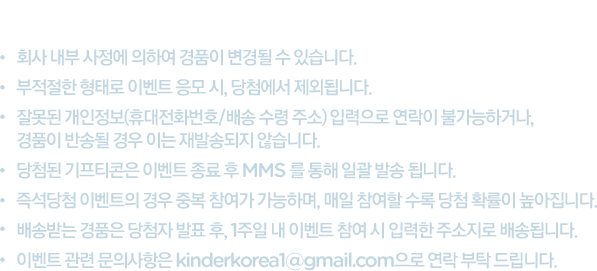 • 회사 내부 사정에 의하여 경품이 변경될 수 있습니다.
• 부적절한 형태로 이벤트 응모 시, 당첨에서 제외됩니다.
• 잘못된 개인정보(휴대전화번호/배송 수령 주소) 입력으로 연락이 불가능하거나,
경품이 반송될 경우 이는 재발송되지 않습니다.
• 당첨된 기프티콘은 이벤트 종료 후 MMS 를 통해 일괄 발송 됩니다.
• 즉석당첨 이벤트의 경우 중복 참여가 가능하며, 매일 참여할 수록 당첨 확률이 높아집니다.
• 배송받는 경품은 당첨자 발표 후, 1주일 내 이벤트 참여 시 입력한 주소지로 배송됩니다.
• 이벤트 관련 문의사항은 kinderkorea1@gmail.com으로 연락 부탁 드립니다.